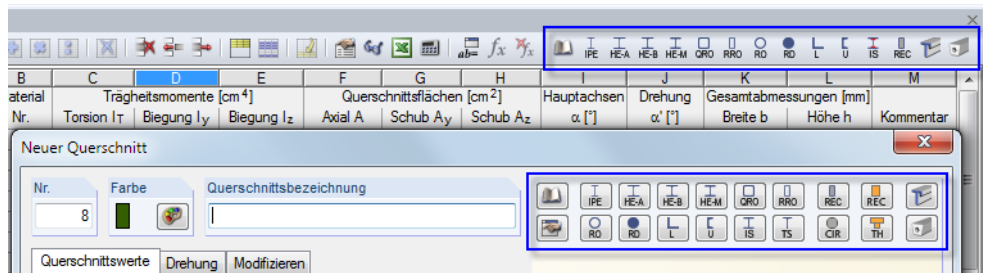 ab= fx IPE HE-A HE-B HE-M QRO RRO RO RD L U IS REC
B C D E F G H I J K L M
aterial Trägheitsmomente [cm⁴] Querschnittsflächen [cm²] Hauptachsen Drehung Gesamtabmessungen [mm]
Nr. Torsion IT Biegung Iy Biegung Iz Axial A Schub Ay Schub Az α [°] α' [°] Breite b Höhe h Kommentar
Neuer Querschnitt
Nr. Farbe Querschnittsbezeichnung
IPE HE-A HE-B HE-M QRO RRO REC REC
8
RO RD L U IS TS CIR TH
Querschnittswerte Drehung Modifizieren